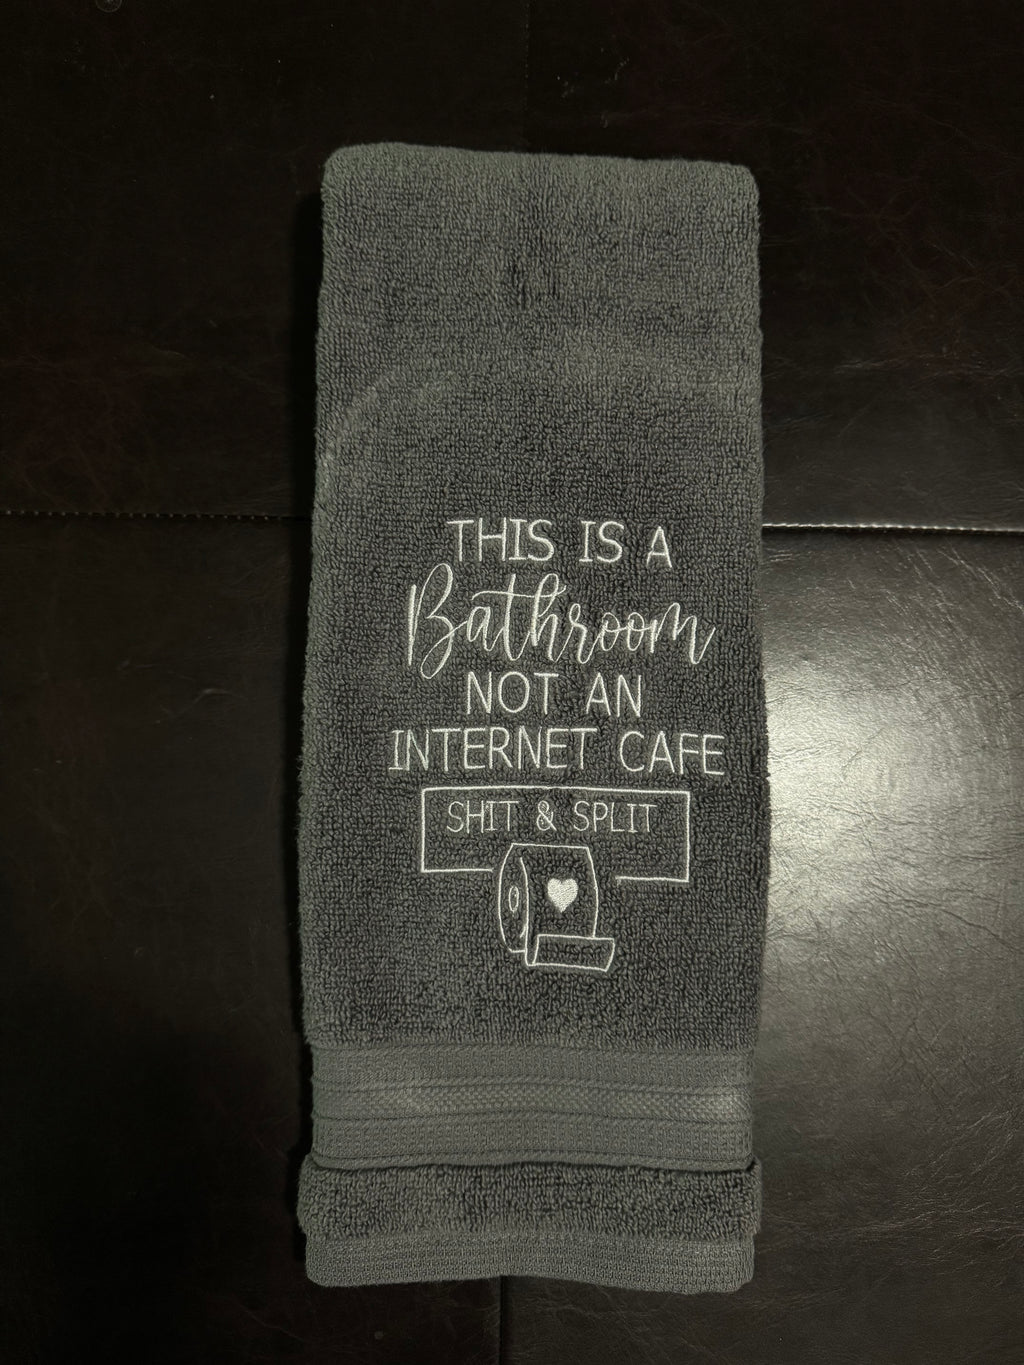 THIS IS A
Bathroom
NOT AN
INTERNET CAFE
SHIT & SPLIT